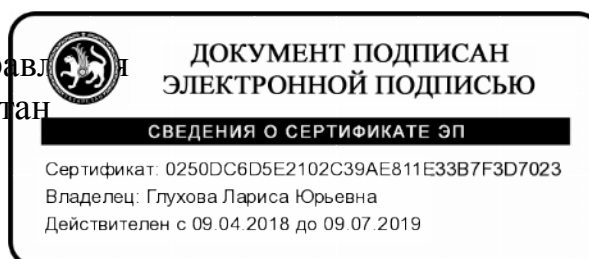 ДОКУМЕНТ ПОДПИСАН
ЭЛЕКТРОННОЙ ПОДПИСЬЮ
СВЕДЕНИЯ О СЕРТИФИКАТЕ ЭП
Сертификат: 0250DC6D5E2102C39AE811E33B7F3D7023
Владелец: Глухова Лариса Юрьевна
Действителен с 09.04.2018 до 09.07.2019